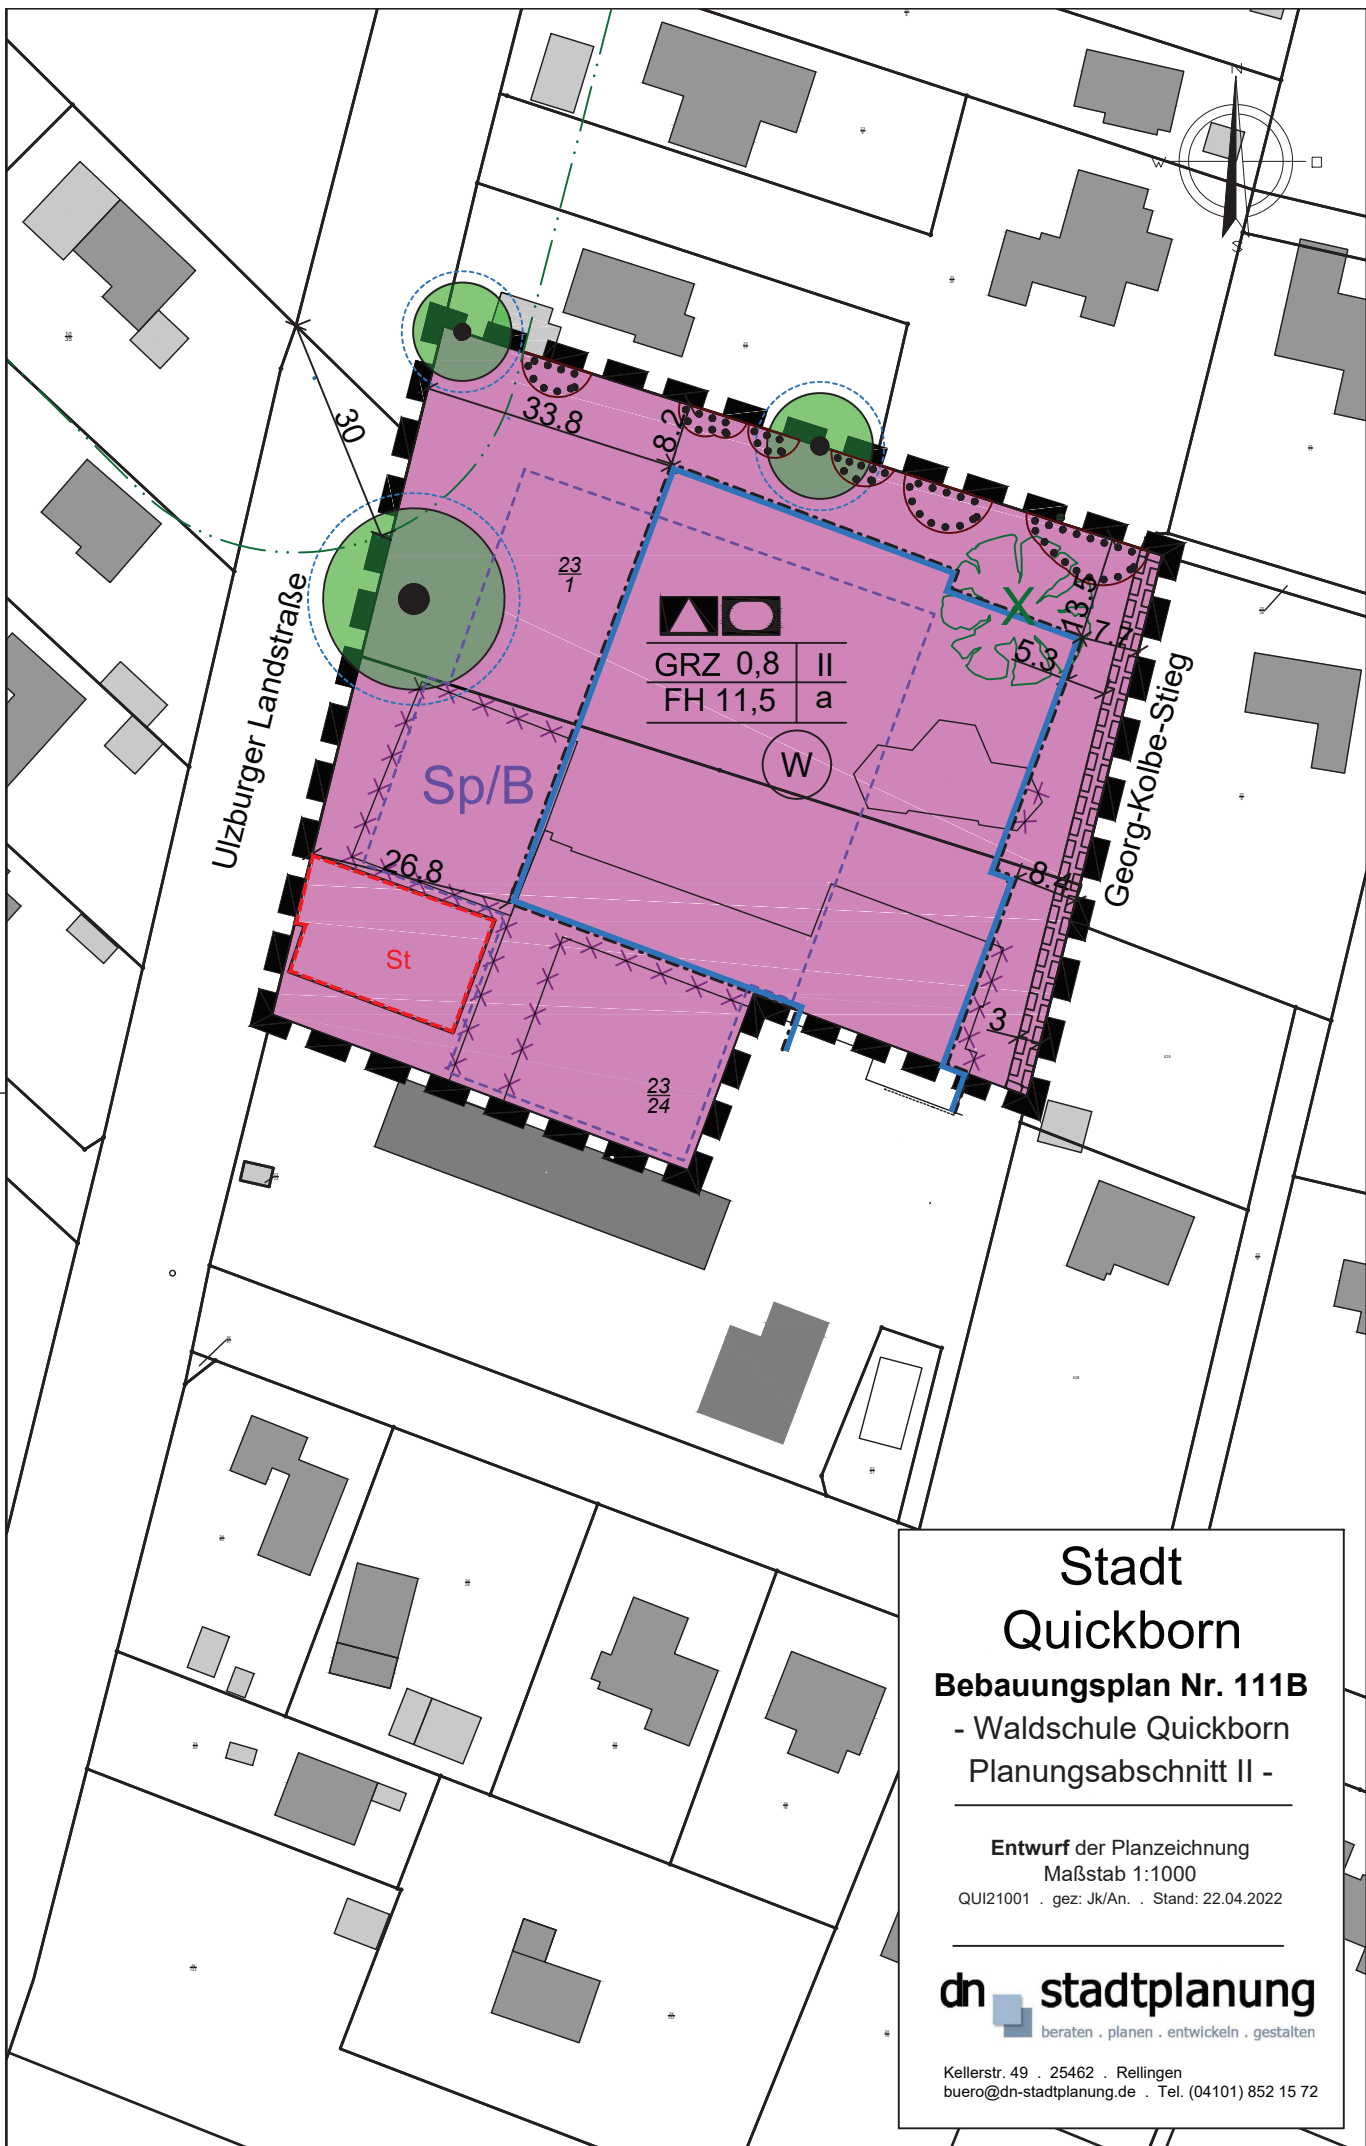 N
W
S
30
33.8
8.2
23
1
13.5
7.7
5.3
GRZ 0,8
II
FH 11,5
a
W
Sp/B
Ulzburger Landstraße
Georg-Kolbe-Stieg
26.8
8.4
St
3
23
24
Stadt
Quickborn
Bebauungsplan Nr. 111B
- Waldschule Quickborn
Planungsabschnitt II -
Entwurf der Planzeichnung
Maßstab 1:1000
QUI21001 . gez: Jk/An. . Stand: 22.04.2022
dn stadtplanung
beraten . planen . entwickeln . gestalten
Kellerstr. 49 . 25462 . Rellingen
buero@dn-stadtplanung.de . Tel. (04101) 852 15 72